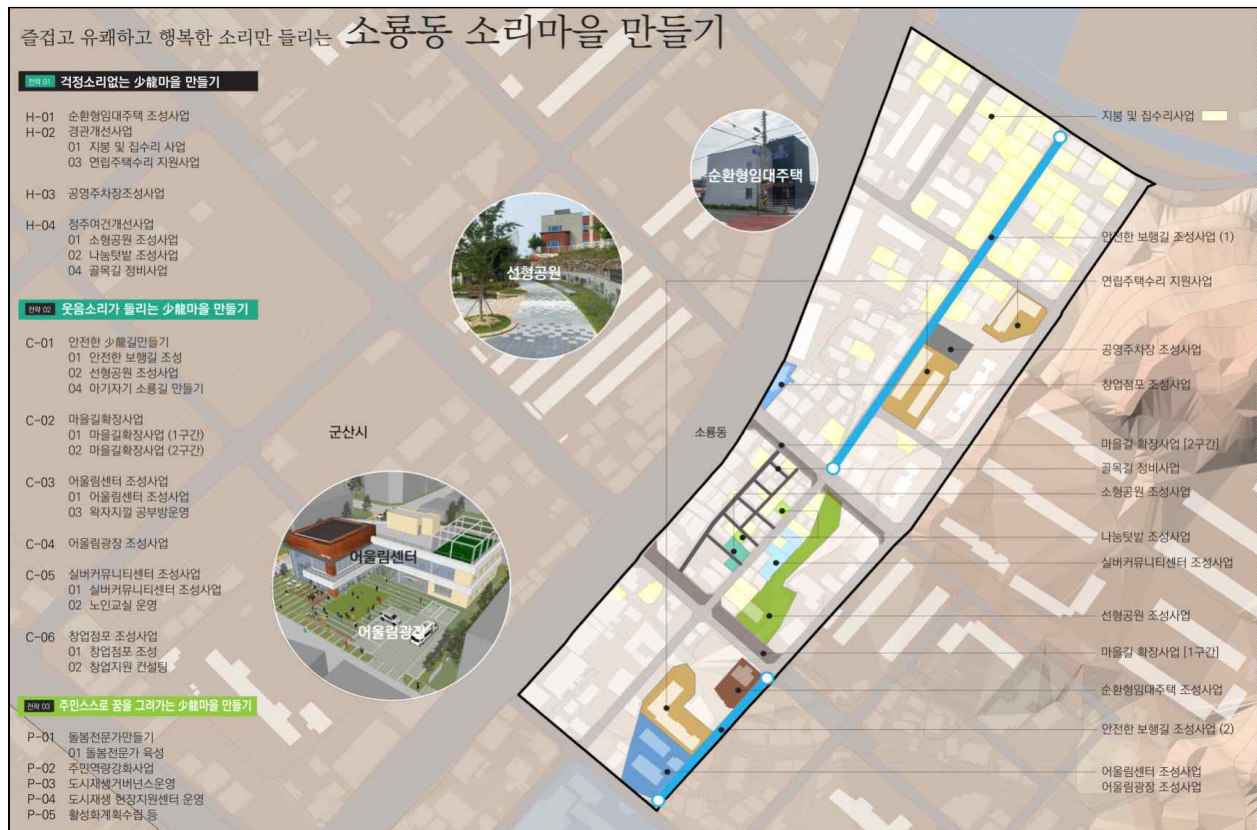 즐겁고 유쾌하고 행복한 소리만 들리는 소룡동 소리마을 만들기
전략 01 걱정소리없는 少龍마을 만들기
H-01 순환형임대주택 조성사업
H-02 경관개선사업
01 지붕 및 집수리 사업
03 연립주택수리 지원사업
H-03 공영주차장조성사업
H-04 정주여건개선사업
01 소형공원 조성사업
02 나눔텃밭 조성사업
04 골목길 정비사업
전략 02 웃음소리가 들리는 少龍마을 만들기
C-01 안전한 少龍길만들기
01 안전한 보행길 조성
02 선형공원 조성사업
04 아기자기 소룡길 만들기
C-02 마을길확장사업
01 마을길확장사업 (1구간)
02 마을길확장사업 (2구간)
C-03 어울림센터 조성사업
01 어울림센터 조성사업
03 왁자지껄 공부방운영
C-04 어울림광장 조성사업
C-05 실버커뮤니티센터 조성사업
01 실버커뮤니티센터 조성사업
02 노인교실 운영
C-06 창업점포 조성사업
01 창업점포 조성
02 창업지원 컨설팅
전략 03 주민스스로 꿈을 그려가는 少龍마을 만들기
P-01 돌봄전문가만들기
01 돌봄전문가 육성
P-02 주민역량강화사업
P-03 도시재생거버넌스운영
P-04 도시재생 현장지원센터 운영
P-05 활성화계획수립 등
순환형임대주택
선형공원
군산시
소룡동
어울림센터
어울림광장
지붕 및 집수리사업
안전한 보행길 조성사업 (1)
연립주택수리 지원사업
공영주차장 조성사업
창업점포 조성사업
마을길 확장사업 [2구간]
골목길 정비사업
소형공원 조성사업
나눔텃밭 조성사업
실버커뮤니티센터 조성사업
선형공원 조성사업
마을길 확장사업 [1구간]
순환형임대주택 조성사업
안전한 보행길 조성사업 (2)
어울림센터 조성사업
어울림광장 조성사업